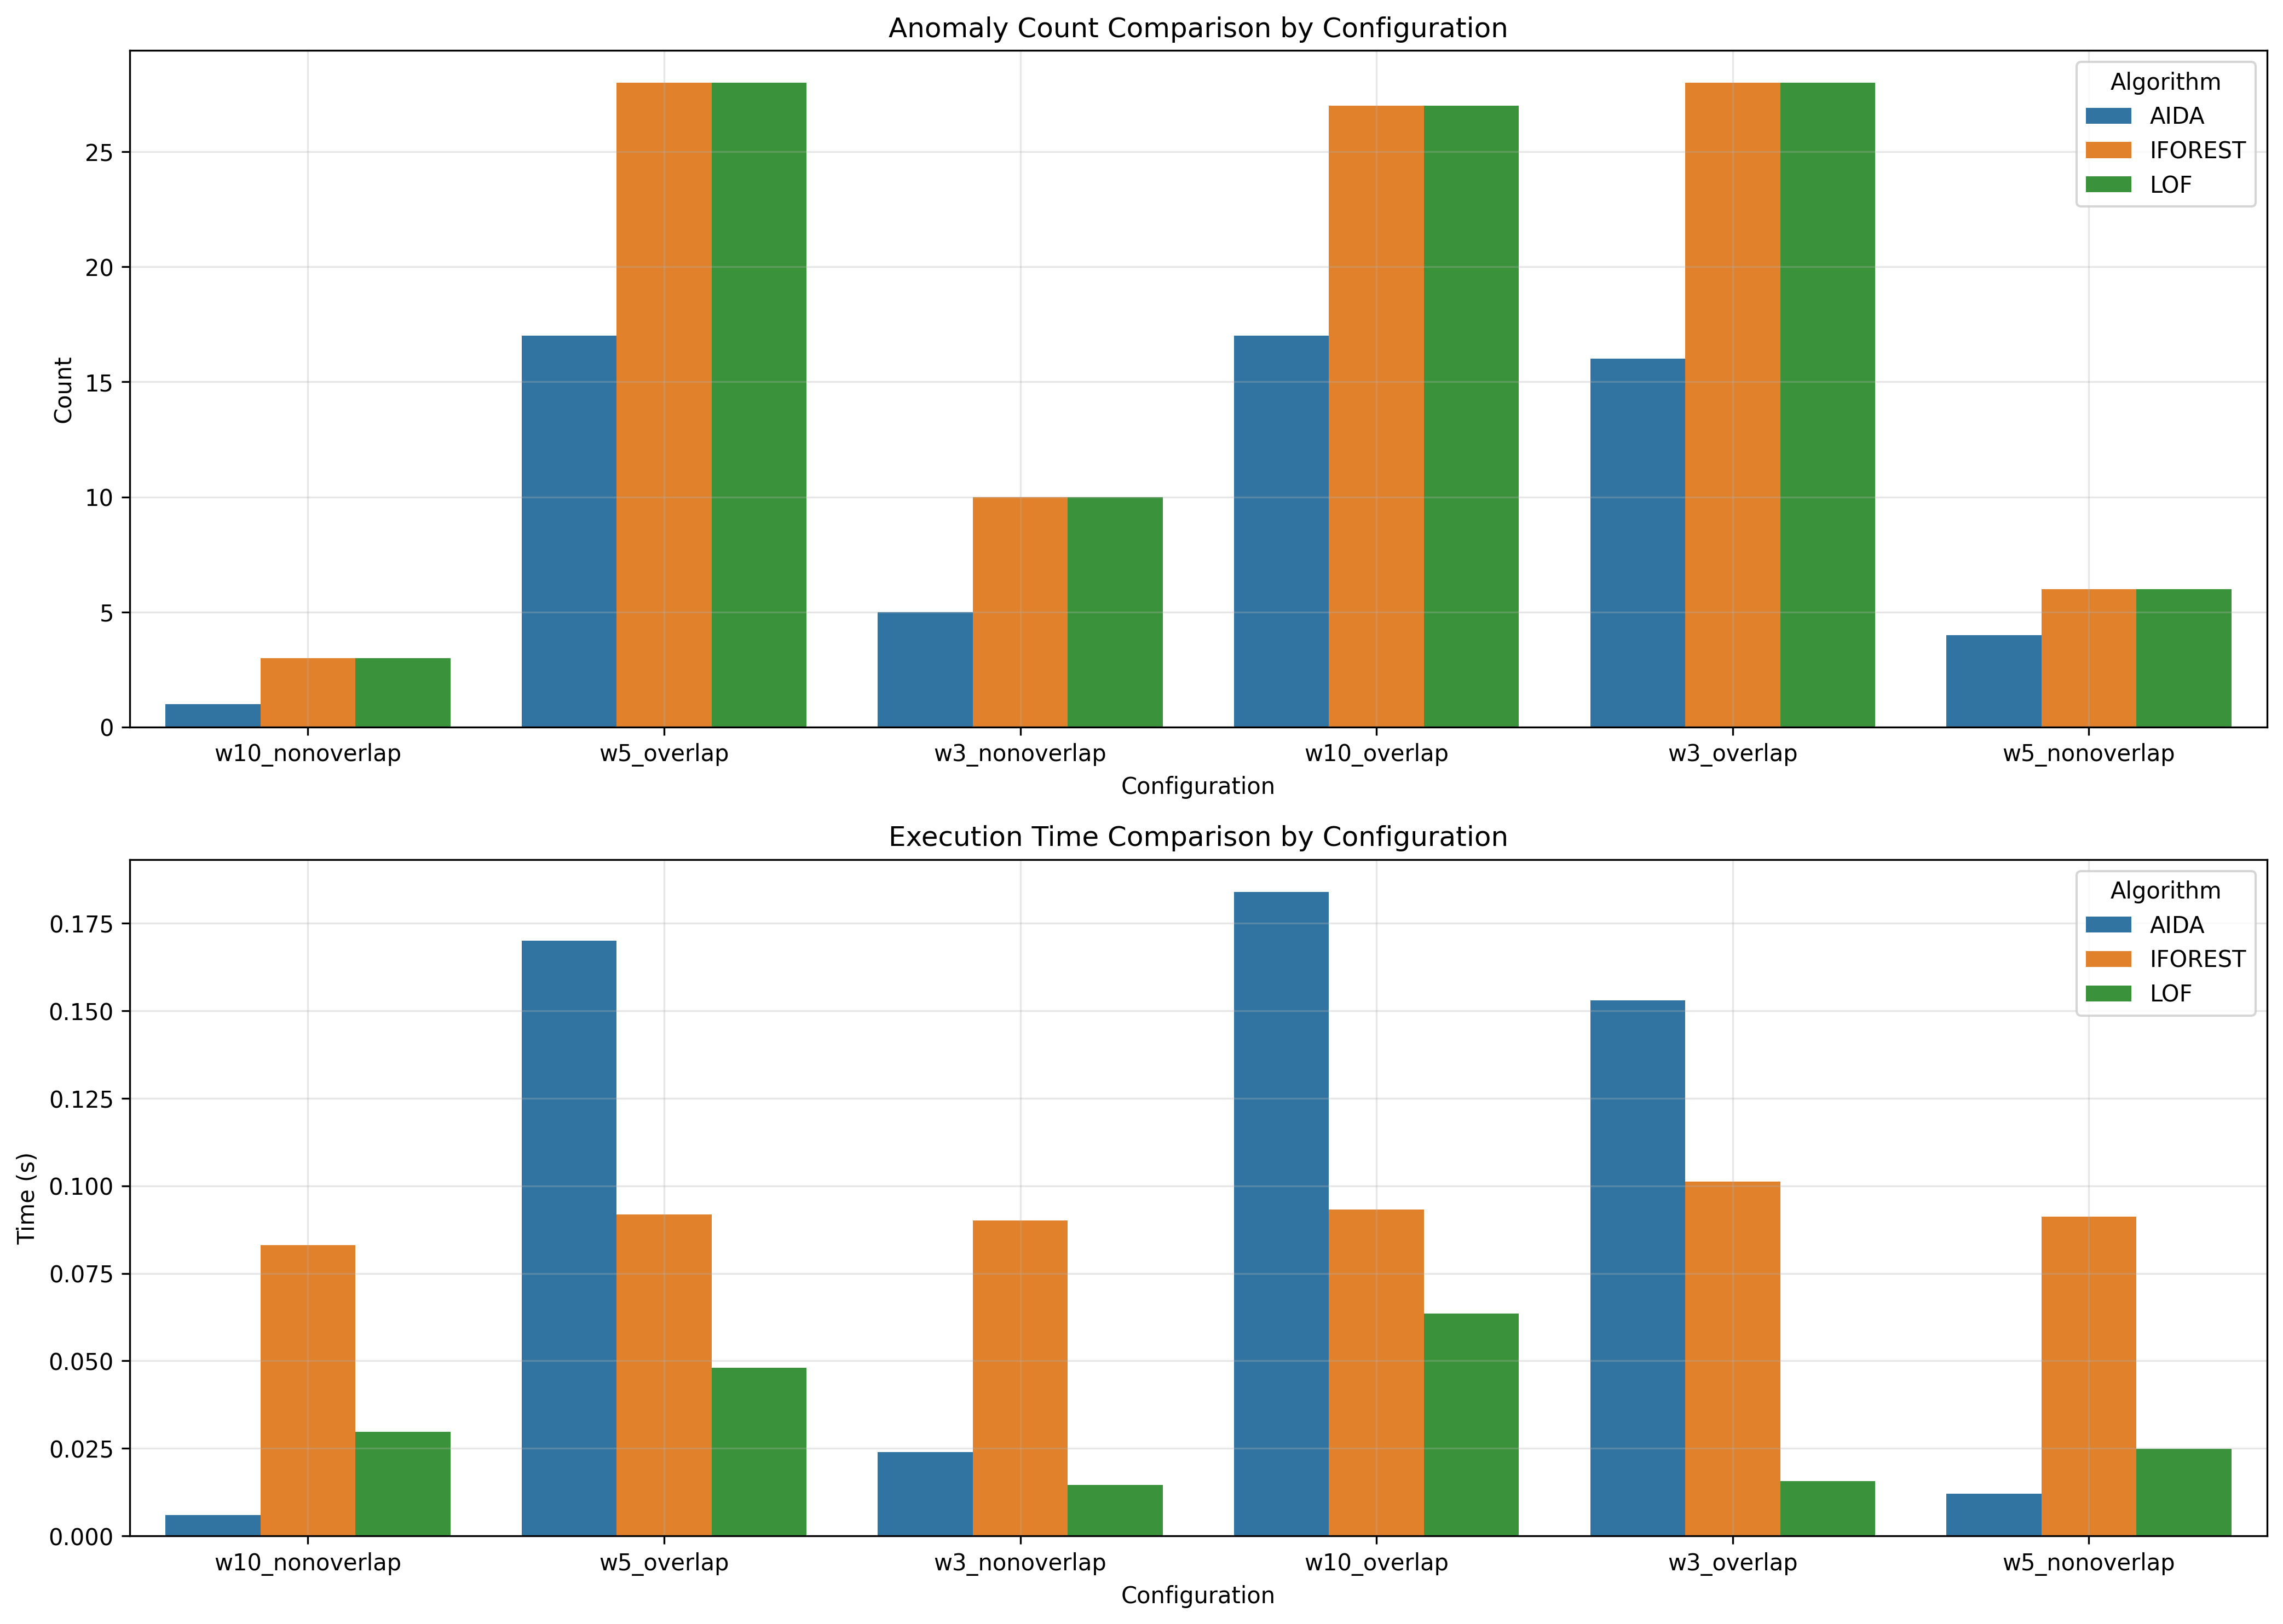 Anomaly Count Comparison by Configuration
Count
25
20
15
10
5
0
Algorithm
AIDA
IFOREST
LOF
w10_nonoverlap
w5_overlap
w3_nonoverlap
w10_overlap
w3_overlap
w5_nonoverlap
Configuration
Execution Time Comparison by Configuration
Time (s)
0.175
0.150
0.125
0.100
0.075
0.050
0.025
0.000
Algorithm
AIDA
IFOREST
LOF
w10_nonoverlap
w5_overlap
w3_nonoverlap
w10_overlap
w3_overlap
w5_nonoverlap
Configuration